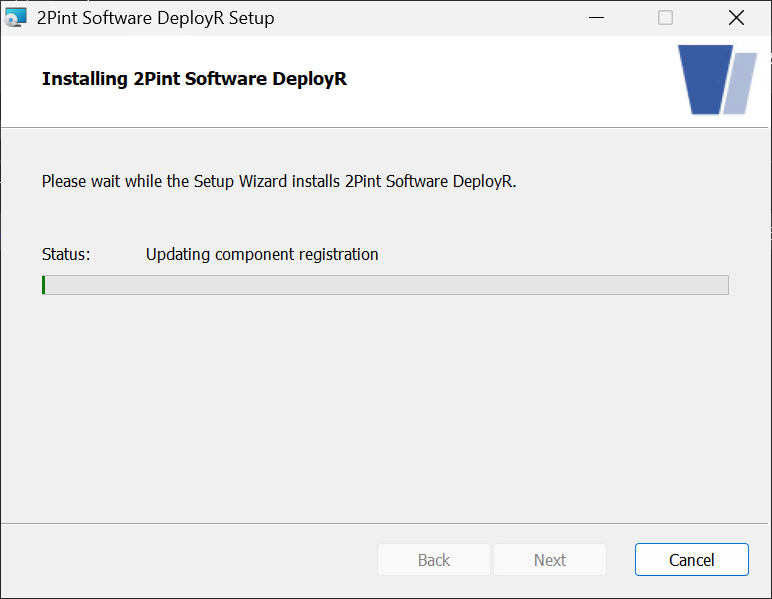 2Pint Software DeployR Setup
Installing 2Pint Software DeployR
Please wait while the Setup Wizard installs 2Pint Software DeployR.
Status: Updating component registration
Back Next Cancel